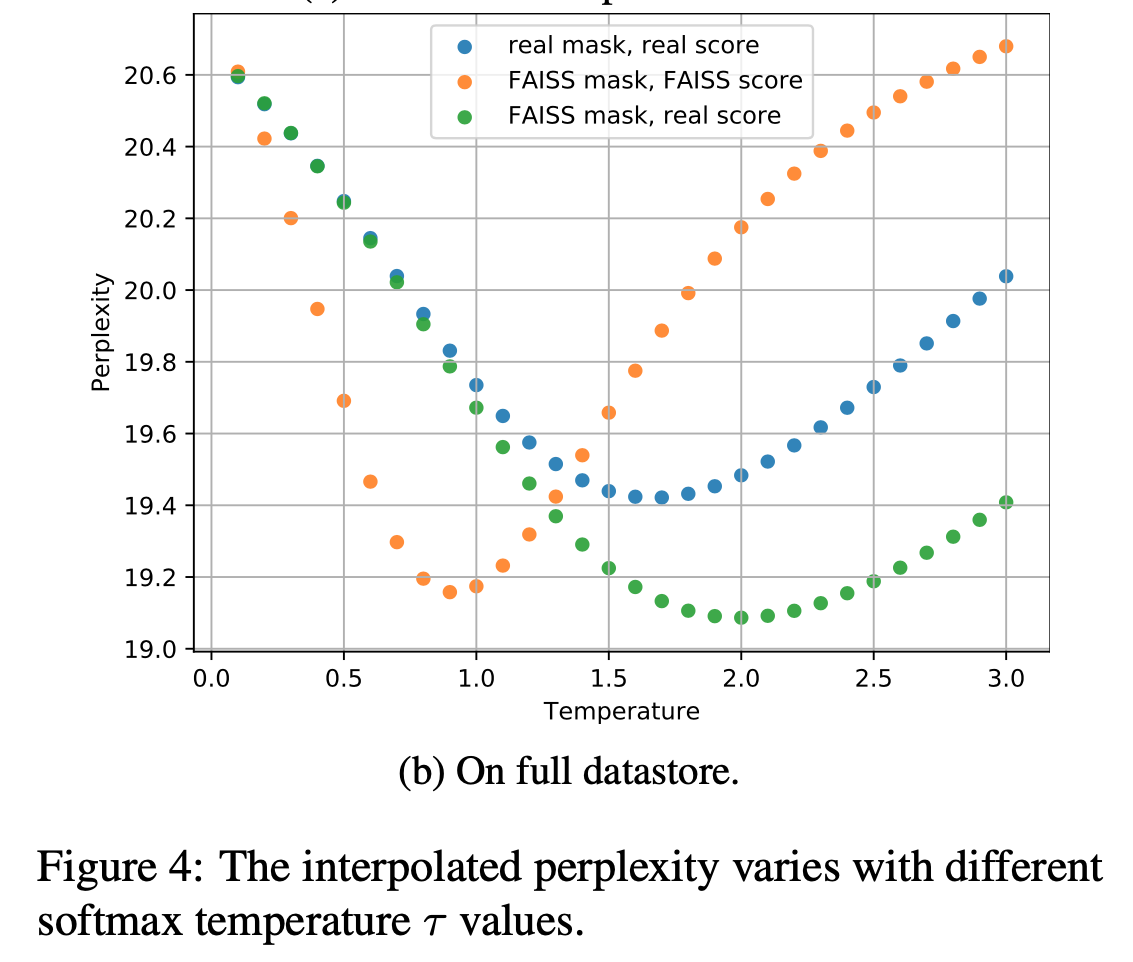 real mask, real score
FAISS mask, FAISS score
FAISS mask, real score
20.6
20.4
20.2
20.0
19.8
19.6
19.4
19.2
19.0
Perplexity
0.0 0.5 1.0 1.5 2.0 2.5 3.0
Temperature
(b) On full datastore.
Figure 4: The interpolated perplexity varies with different
softmax temperature τ values.